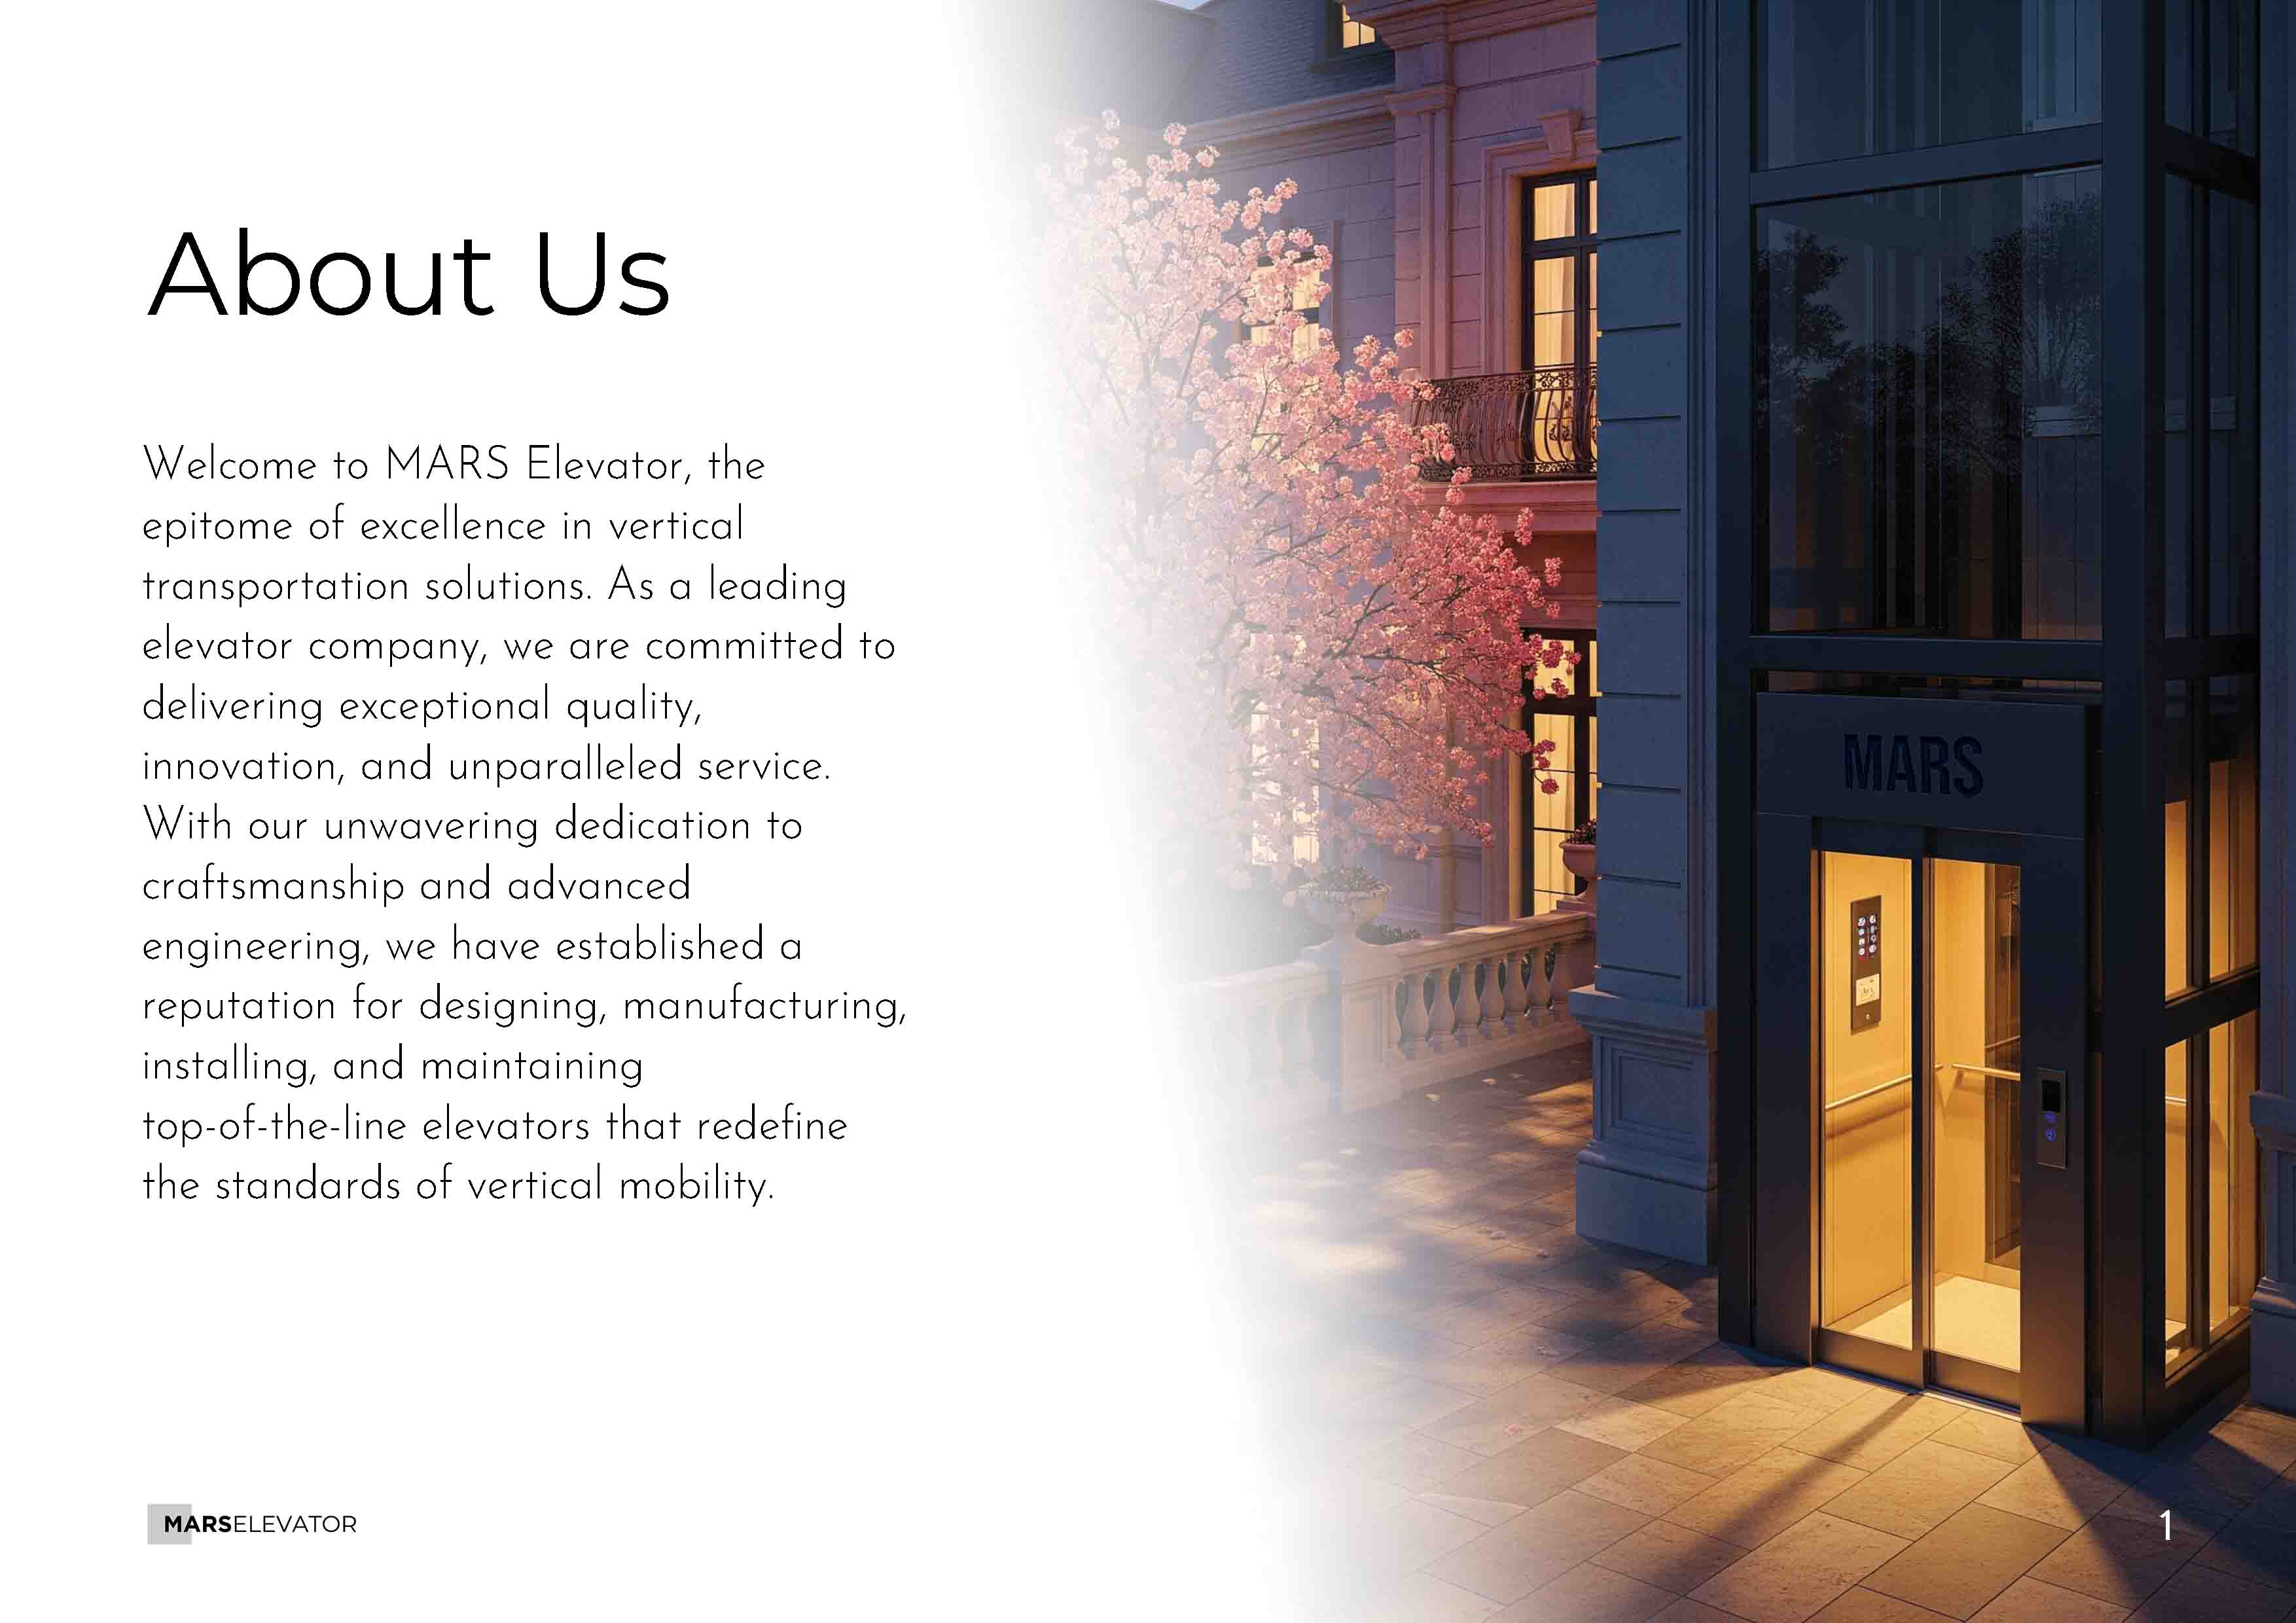 About Us
Welcome to MARS Elevator, the
epitome of excellence in vertical
transportation solutions. As a leading
elevator company, we are committed to
delivering exceptional quality,
innovation, and unparalleled service.
With our unwavering dedication to
craftsmanship and advanced
engineering, we have established a
reputation for designing, manufacturing,
installing, and maintaining
top-of-the-line elevators that redefine
the standards of vertical mobility.
MARS
MARSELEVATOR
1